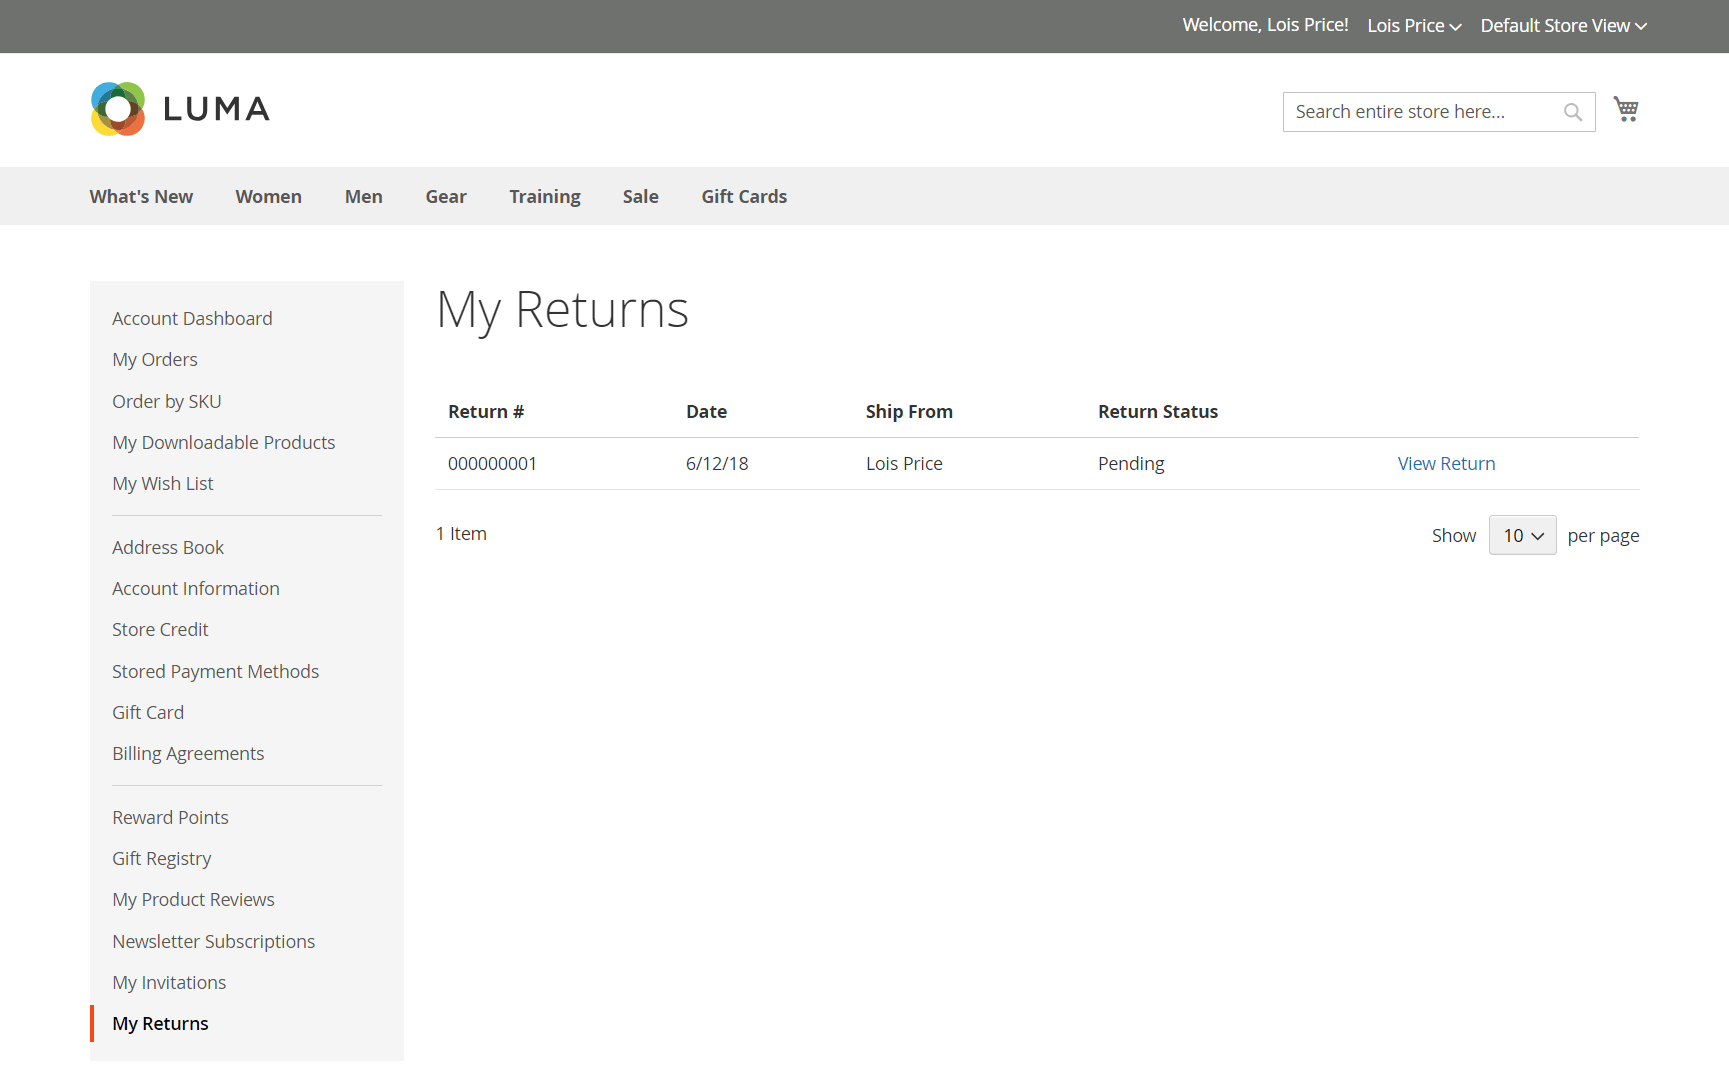 Welcome, Lois Price! Lois Price Default Store View
LUMA
Search entire store here...
What's New Women Men Gear Training Sale Gift Cards
Account Dashboard
My Orders
Order by SKU
My Downloadable Products
My Wish List
Address Book
Account Information
Store Credit
Stored Payment Methods
Gift Card
Billing Agreements
Reward Points
Gift Registry
My Product Reviews
Newsletter Subscriptions
My Invitations
My Returns
My Returns
Return # Date Ship From Return Status
000000001 6/12/18 Lois Price Pending View Return
1 Item Show 10 per page